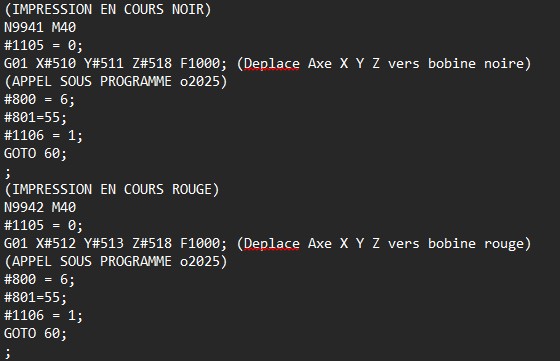 (IMPRESSION EN COURS NOIR)
N9941 M40
#1105 = 0;
G01 X#510 Y#511 Z#518 F1000; (Deplace Axe X Y Z vers bobine noire)
(APPEL SOUS PROGRAMME o2025)
#800 = 6;
#801=55;
#1106 = 1;
GOTO 60;
;
(IMPRESSION EN COURS ROUGE)
N9942 M40
#1105 = 0;
G01 X#512 Y#513 Z#518 F1000; (Deplace Axe X Y Z vers bobine rouge)
(APPEL SOUS PROGRAMME o2025)
#800 = 6;
#801=55;
#1106 = 1;
GOTO 60;
;